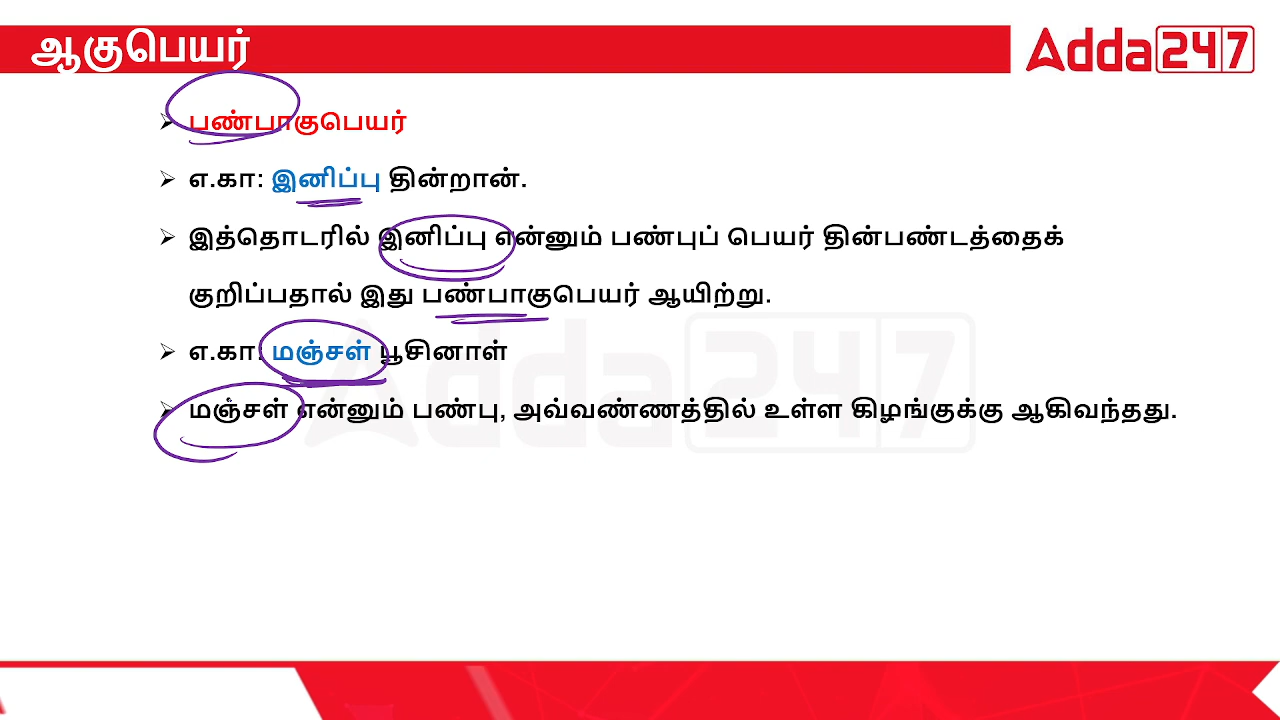 ஆகுபெயர்
Adda247
➢ பண்பாகுபெயர்
➢ எ.கா: இனிப்பு தின்றான்.
➢ இத்தொடரில் இனிப்பு என்னும் பண்புப் பெயர் தின்பண்டத்தைக்
குறிப்பதால் இது பண்பாகுபெயர் ஆயிற்று.
➢ எ.கா: மஞ்சள் பூசினாள்
➢ மஞ்சள் என்னும் பண்பு, அவ்வண்ணத்தில் உள்ள கிழங்குக்கு ஆகிவந்தது.
Adda247